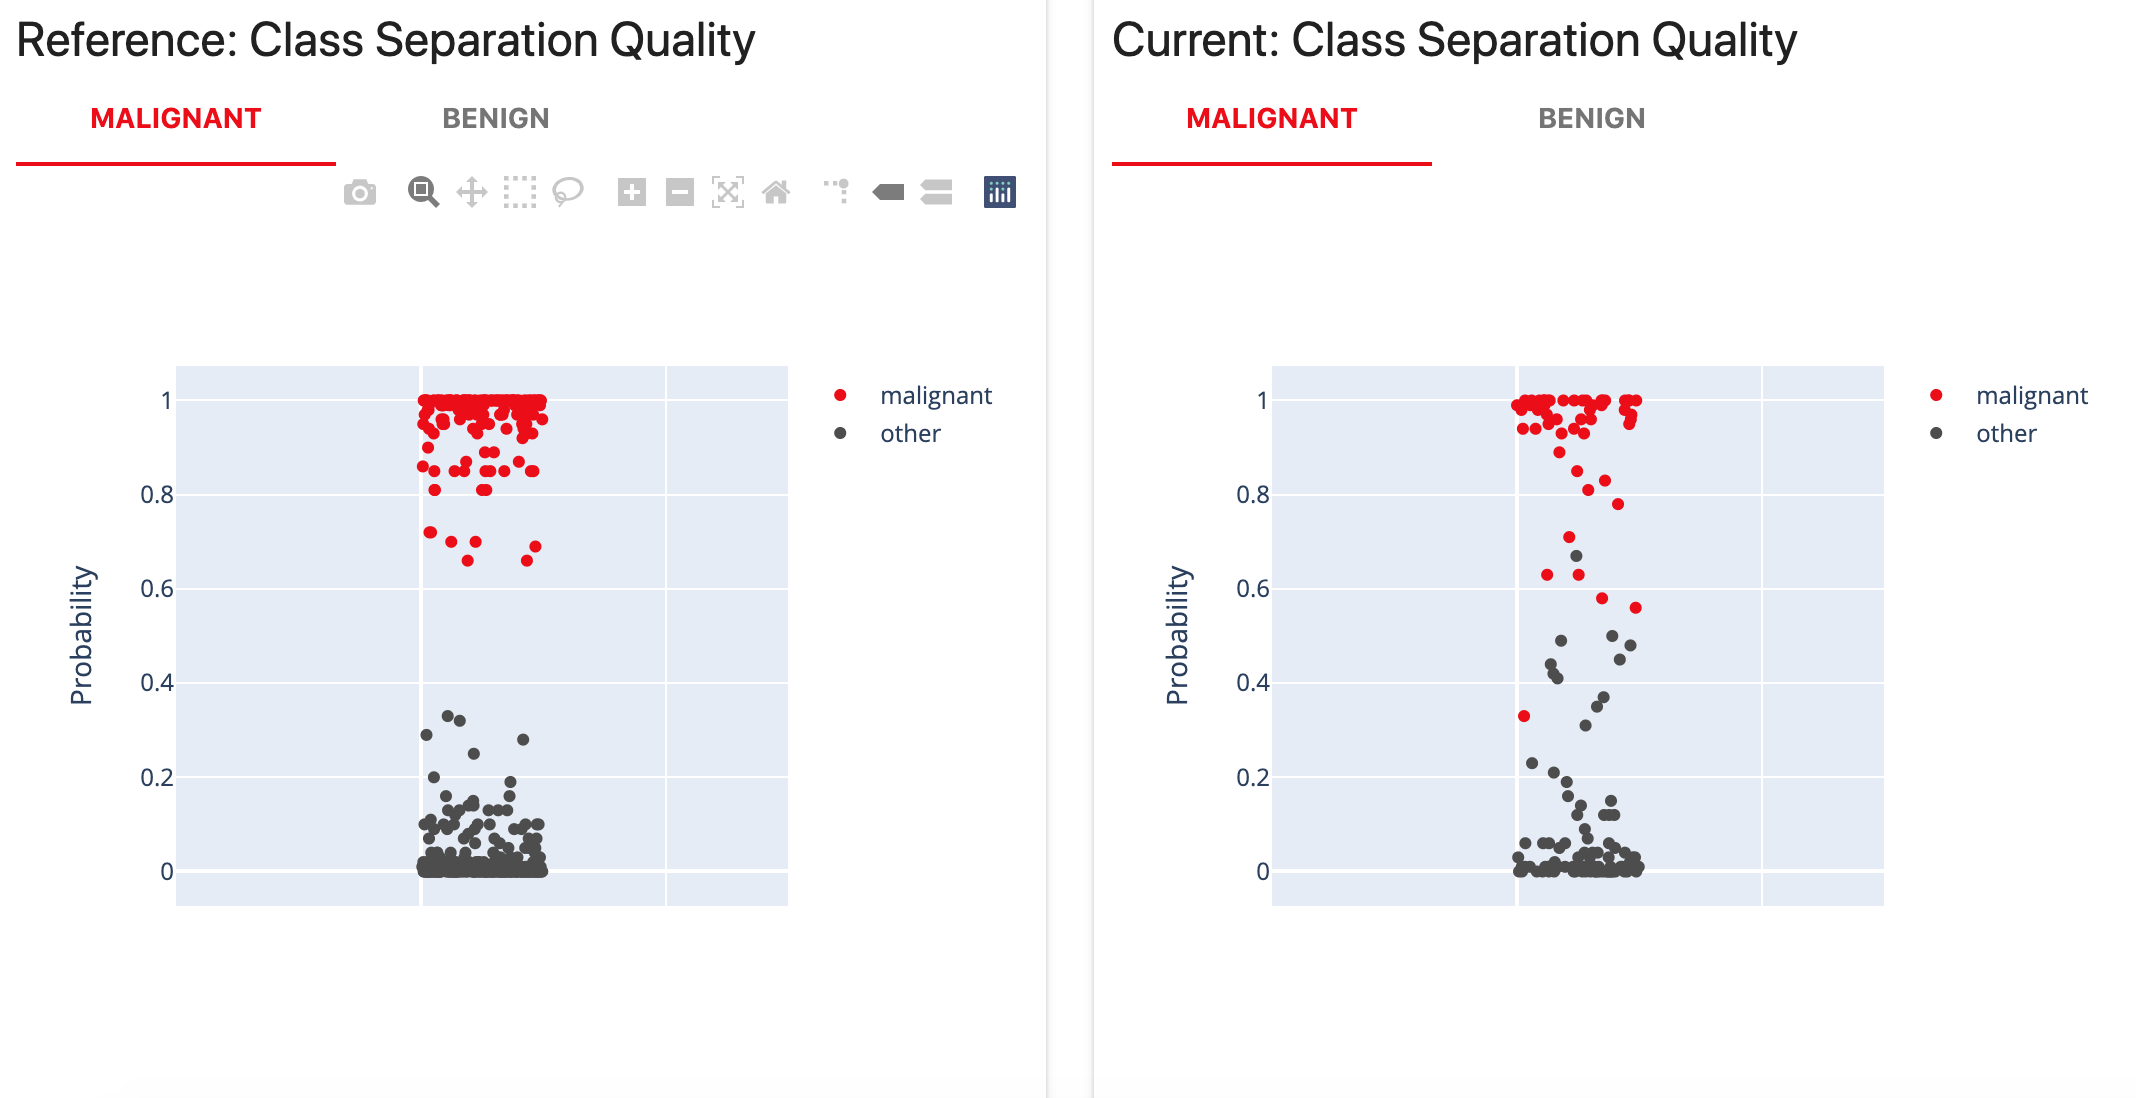 Reference: Class Separation Quality
MALIGNANT BENIGN
1
0.8
0.6
0.4
0.2
0
Probability
malignant
other
Current: Class Separation Quality
MALIGNANT BENIGN
1
0.8
0.6
0.4
0.2
0
Probability
malignant
other